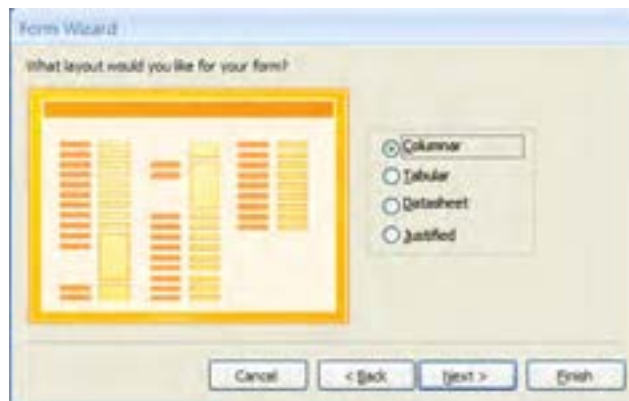 Form Wizard
What layout would you like for your form?
Columnar
Tabular
Datasheet
Justified
Cancel
< Back
Next >
Finish